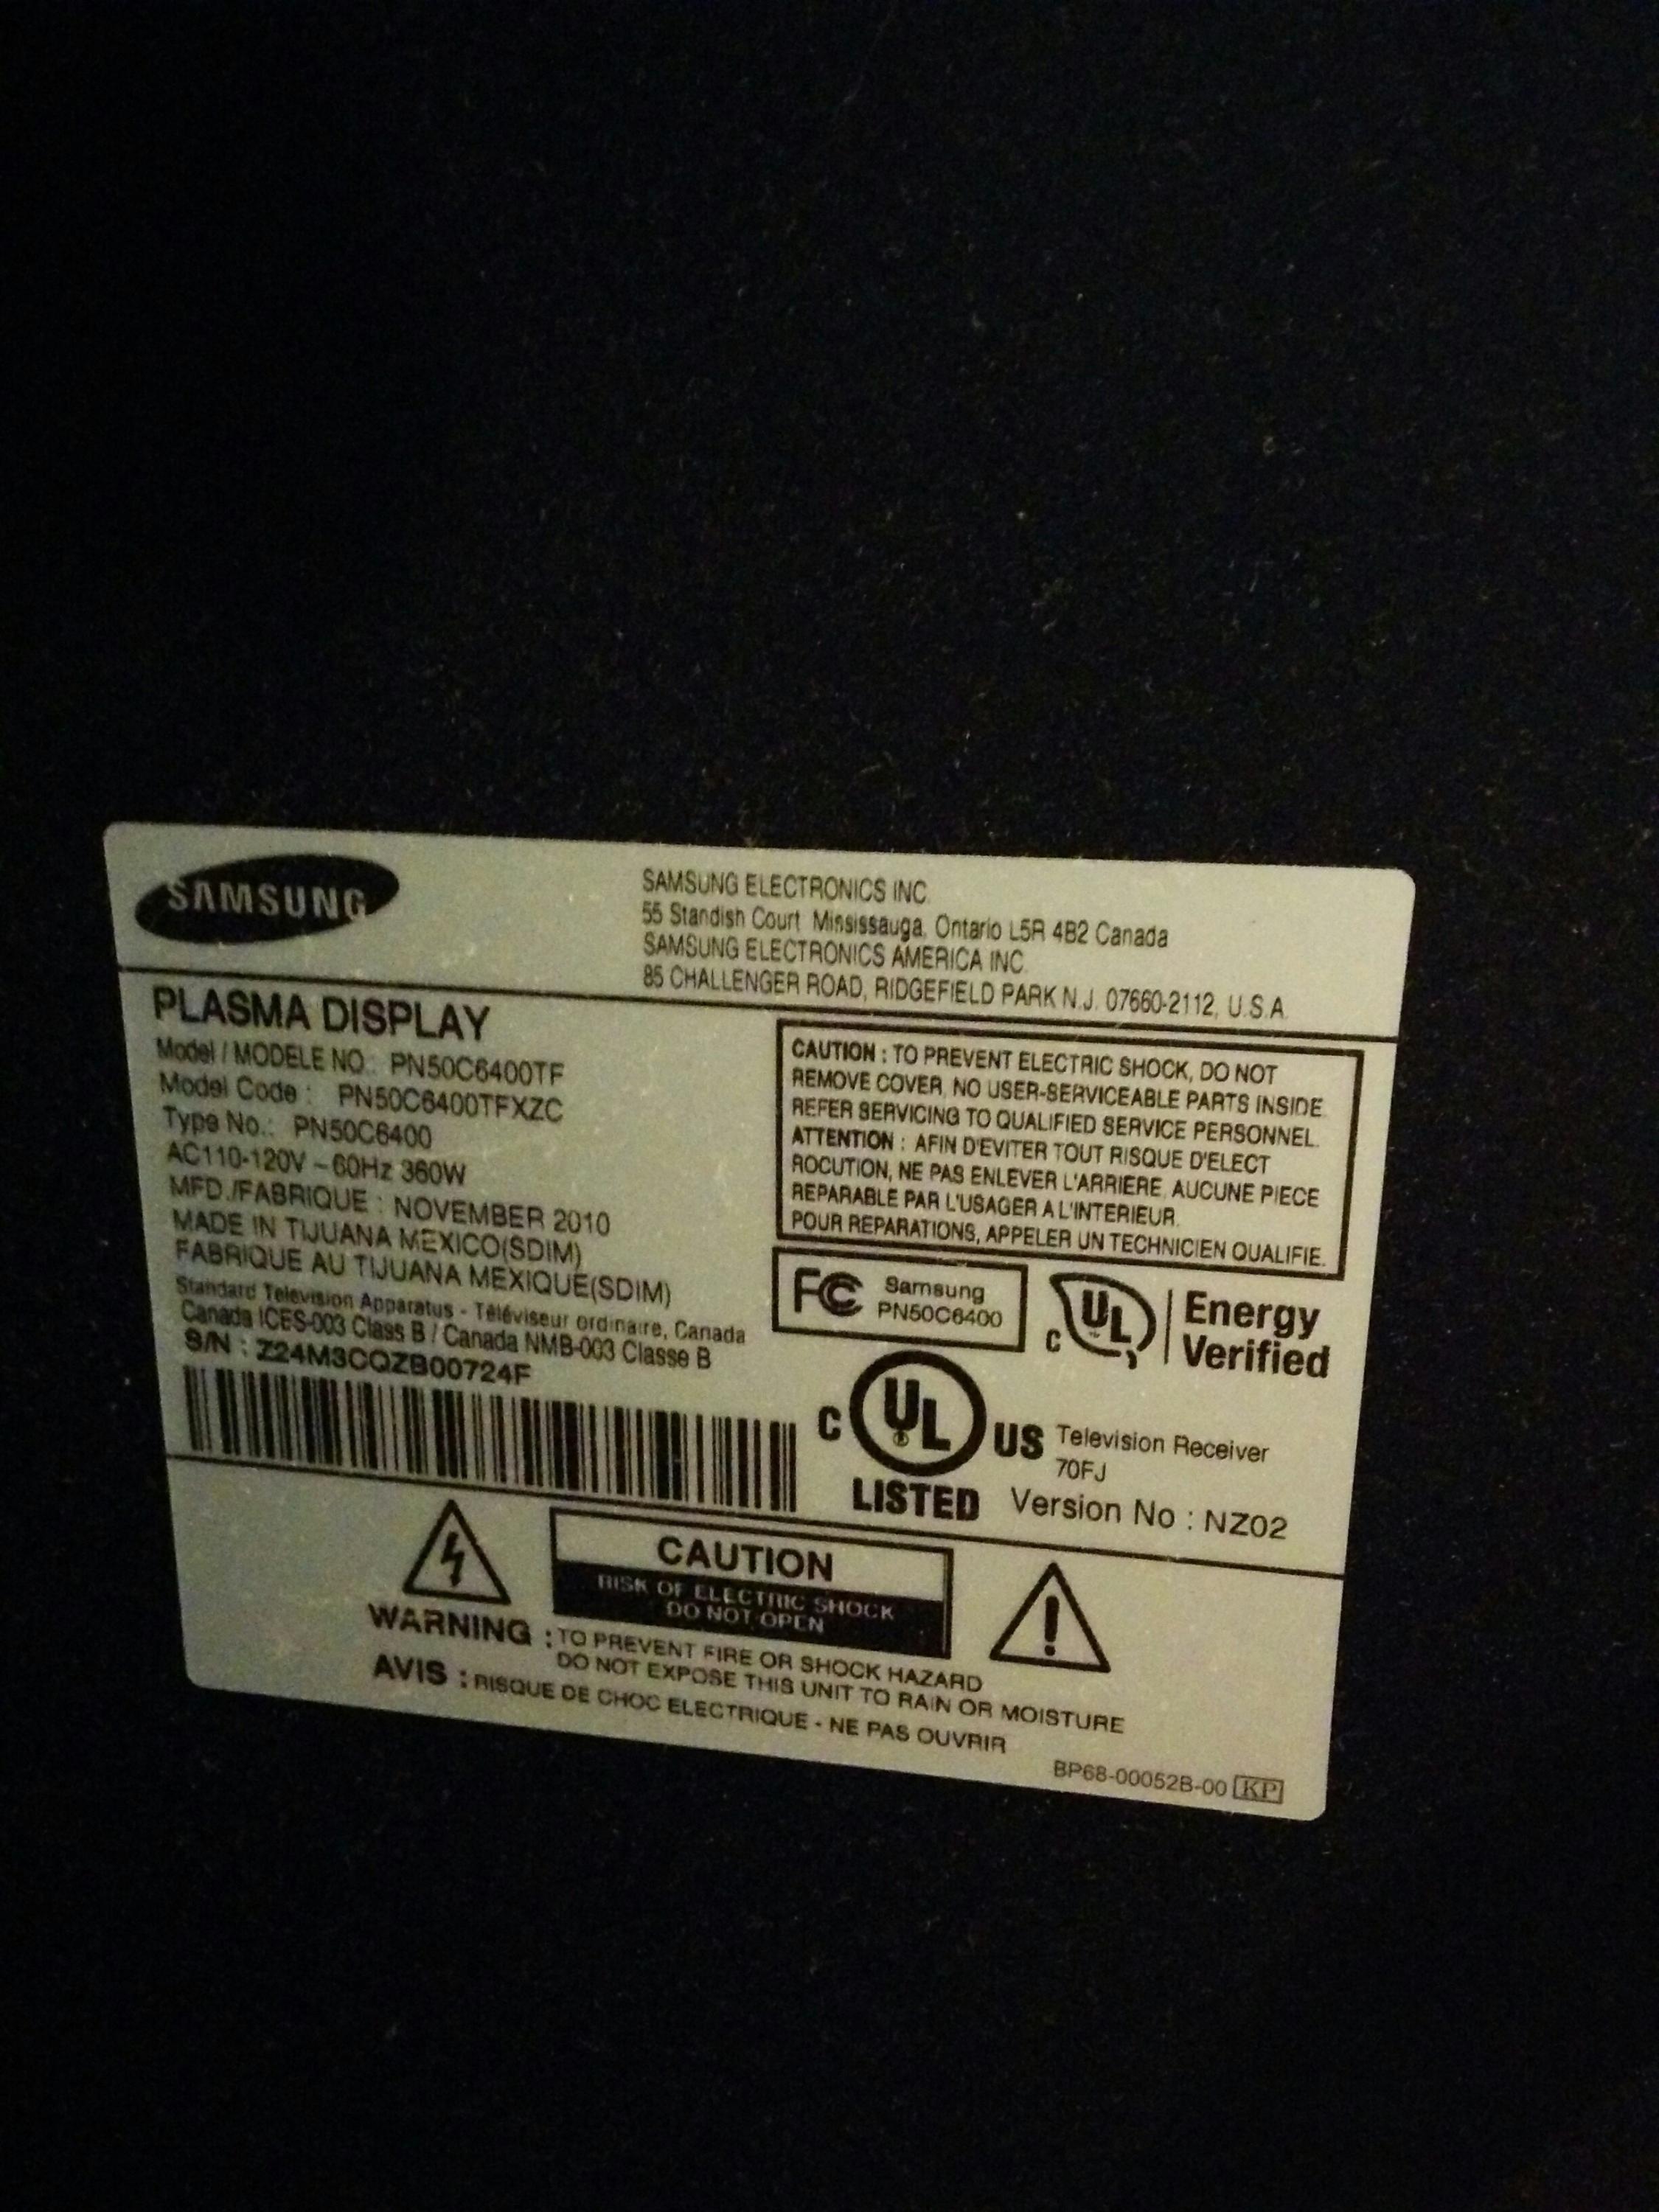 SAMSUNG
SAMSUNG ELECTRONICS INC.
55 Standish Court Mississauga, Ontario L5R 4B2 Canada
SAMSUNG ELECTRONICS AMERICA INC.
85 CHALLENGER ROAD, RIDGEFIELD PARK N.J. 07660-2112, U.S.A.
PLASMA DISPLAY
Model / MODELE NO.: PN50C6400TF
Model Code : PN50C6400TFXZC
Type No.: PN50C6400
AC110-120V ~ 60Hz 360W
MFD./FABRIQUE : NOVEMBER 2010
MADE IN TIJUANA MEXICO(SDIM)
FABRIQUE AU TIJUANA MEXIQUE(SDIM)
Standard Television Apparatus - Téléviseur ordinaire, Canada
Canada ICES-003 Class B / Canada NMB-003 Classe B
S/N : Z24M3CQZB00724F
CAUTION : TO PREVENT ELECTRIC SHOCK, DO NOT
REMOVE COVER. NO USER-SERVICEABLE PARTS INSIDE.
REFER SERVICING TO QUALIFIED SERVICE PERSONNEL.
ATTENTION : AFIN D'EVITER TOUT RISQUE D'ELECT
ROCUTION, NE PAS ENLEVER L'ARRIERE. AUCUNE PIECE
REPARABLE PAR L'USAGER A L'INTERIEUR.
POUR REPARATIONS, APPELER UN TECHNICIEN QUALIFIE.
FC Samsung
PN50C6400
C UL Energy
Verified
C UL US
LISTED
Television Receiver
70FJ
Version No : NZ02
CAUTION
RISK OF ELECTRIC SHOCK
DO NOT OPEN
WARNING : TO PREVENT FIRE OR SHOCK HAZARD
DO NOT EXPOSE THIS UNIT TO RAIN OR MOISTURE
AVIS : RISQUE DE CHOC ELECTRIQUE - NE PAS OUVRIR
BP68-00052B-00 KP